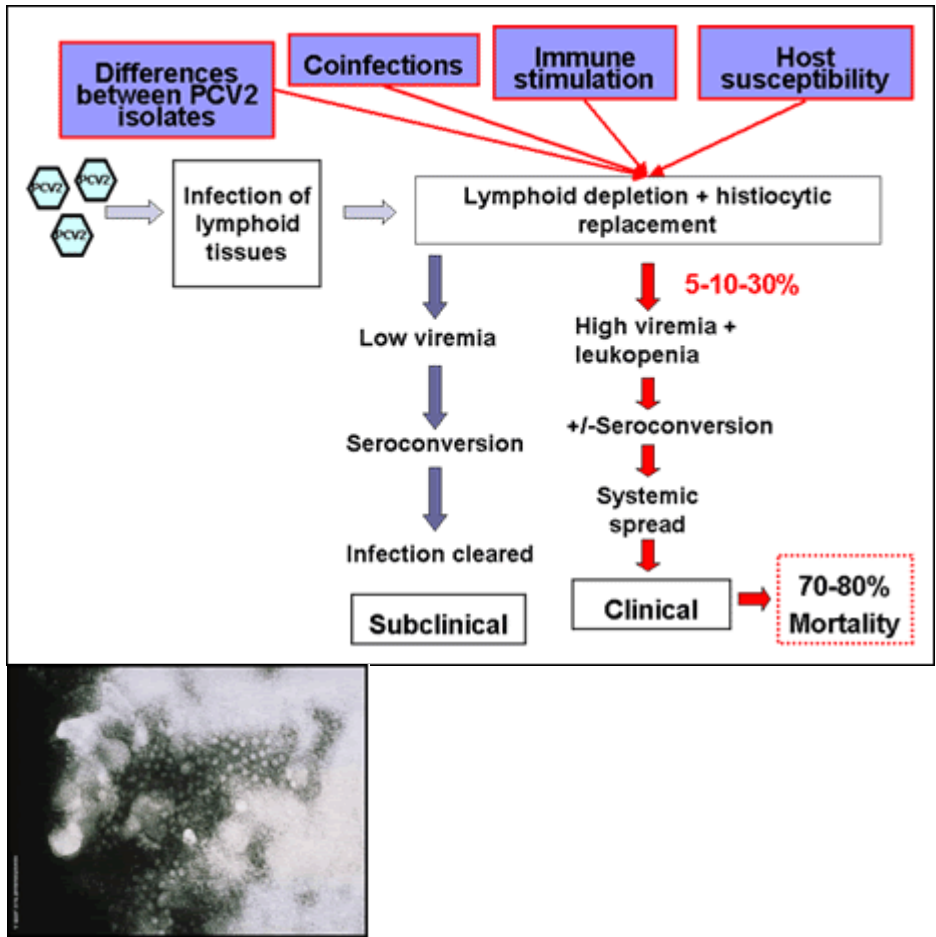 Differences
between PCV2
isolates
Coinfections
Immune
stimulation
Host
susceptibility
PCV2
PCV2
PCV2
Infection of
lymphoid
tissues
Lymphoid depletion + histiocytic
replacement
5-10-30%
Low viremia
High viremia +
leukopenia
Seroconversion
+/-Seroconversion
Systemic
spread
Infection cleared
Subclinical
Clinical
70-80%
Mortality